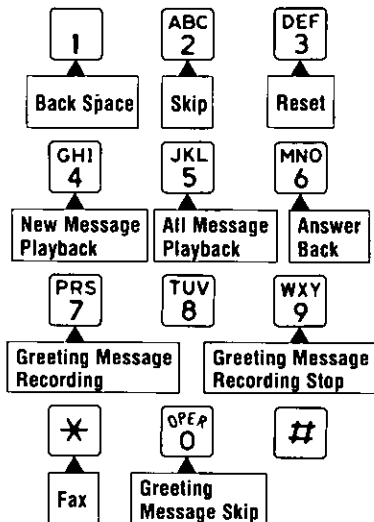 ABC DEF
1 2 3
Back Space Skip Reset
GHI JKL MNO
4 5 6
New Message All Message Answer
Playback Playback Back
PRS TUV WXY
7 8 9
Greeting Message Greeting Message
Recording Recording Stop
* OPER #
0
Fax Greeting
Message Skip